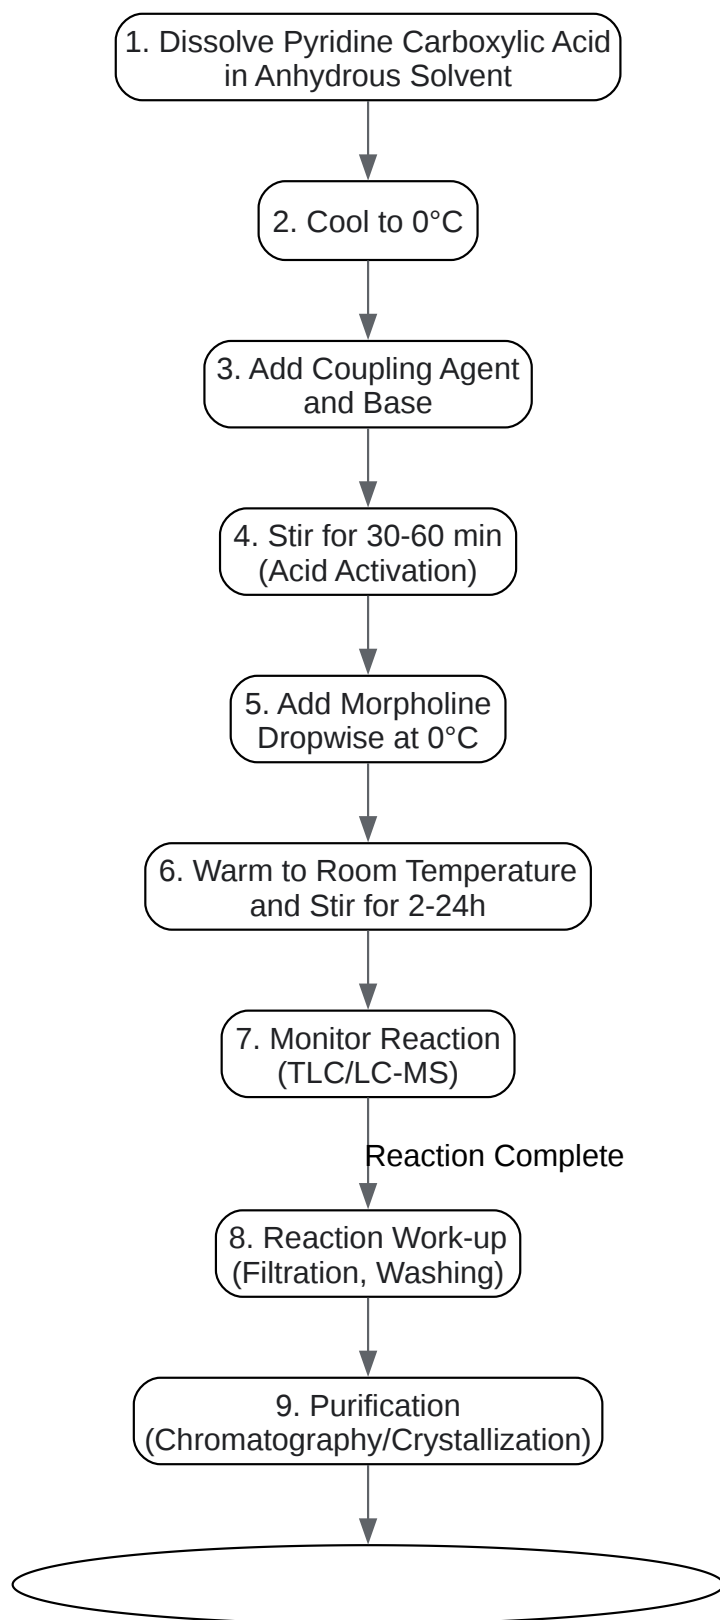 1. Dissolve Pyridine Carboxylic Acid
in Anhydrous Solvent
2. Cool to 0°C
3. Add Coupling Agent
and Base
4. Stir for 30-60 min
(Acid Activation)
5. Add Morpholine
Dropwise at 0°C
6. Warm to Room Temperature
and Stir for 2-24h
7. Monitor Reaction
(TLC/LC-MS)
Reaction Complete
8. Reaction Work-up
(Filtration, Washing)
9. Purification
(Chromatography/Crystallization)